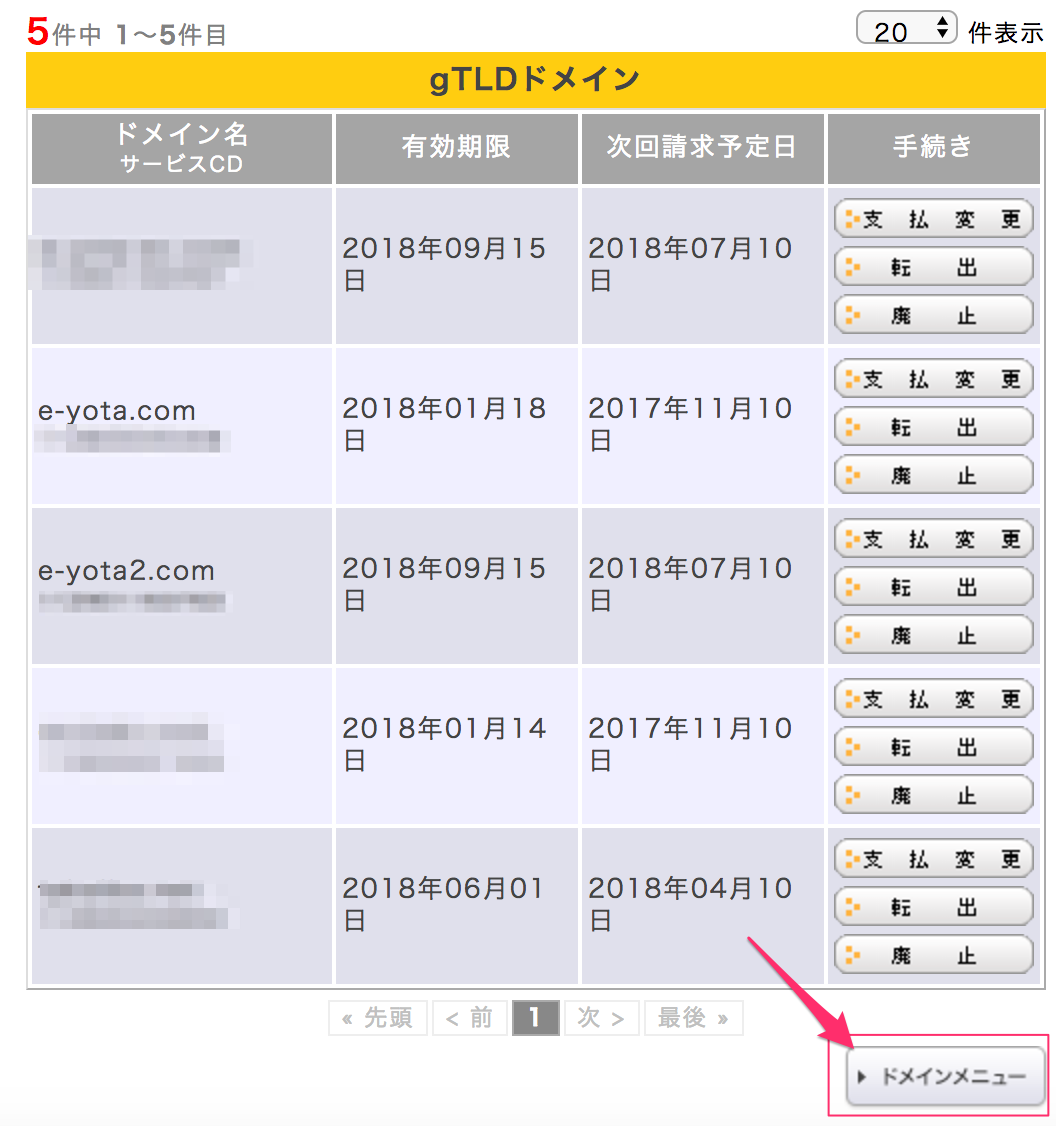 5件中 1～5件目
20 件表示
gTLDドメイン
ドメイン名
サービスCD
有効期限
次回請求予定日
手続き
2018年09月15
日
2018年07月10
日
支払変更
転出
廃止
e-yota.com
2018年01月18
日
2017年11月10
日
支払変更
転出
廃止
e-yota2.com
2018年09月15
日
2018年07月10
日
支払変更
転出
廃止
2018年01月14
日
2017年11月10
日
支払変更
転出
廃止
2018年06月01
日
2018年04月10
日
支払変更
転出
廃止
« 先頭 < 前 1 次 > 最後 »
ドメインメニュー